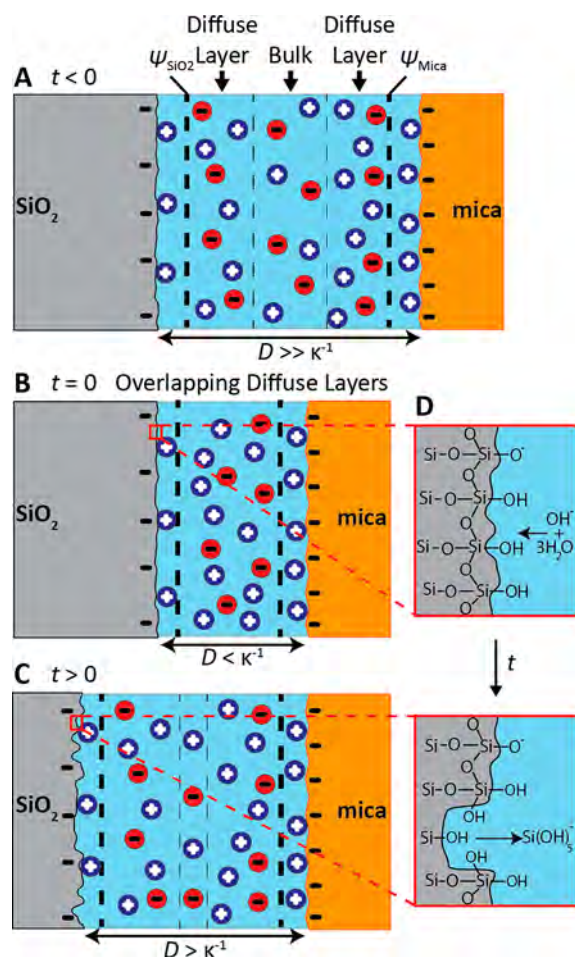 Diffuse Diffuse
ψSiO2 Layer Bulk Layer ψMica
A t < 0
SiO2
mica
D >> κ-1
B t = 0 Overlapping Diffuse Layers
SiO2
mica
D < κ-1
D
O
Si-O-Si-O-
O
Si-O-Si-OH
O OH-
+
Si-O-Si-OH 3H2O
O
Si-O-Si-OH
O
t
C t > 0
SiO2
mica
D > κ-1
O
Si-O-Si-O-
O
Si-O-Si-OH
OH
Si-OH Si(OH)5-
OH
Si-O-Si-OH
O